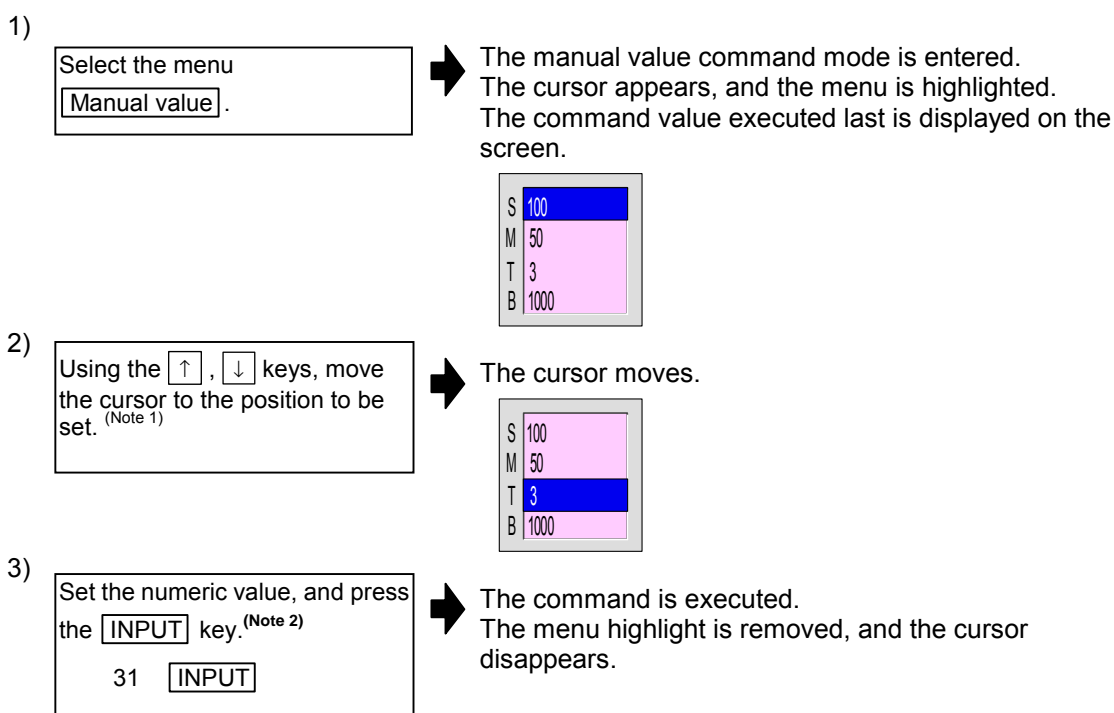 1)
Select the menu
Manual value .
The manual value command mode is entered.
The cursor appears, and the menu is highlighted.
The command value executed last is displayed on the
screen.
S 100
M 50
T 3
B 1000
2)
Using the ↑ , ↓ keys, move
the cursor to the position to be
set. (Note 1)
The cursor moves.
S 100
M 50
T 3
B 1000
3)
Set the numeric value, and press
the INPUT key.(Note 2)
31 INPUT
The command is executed.
The menu highlight is removed, and the cursor
disappears.